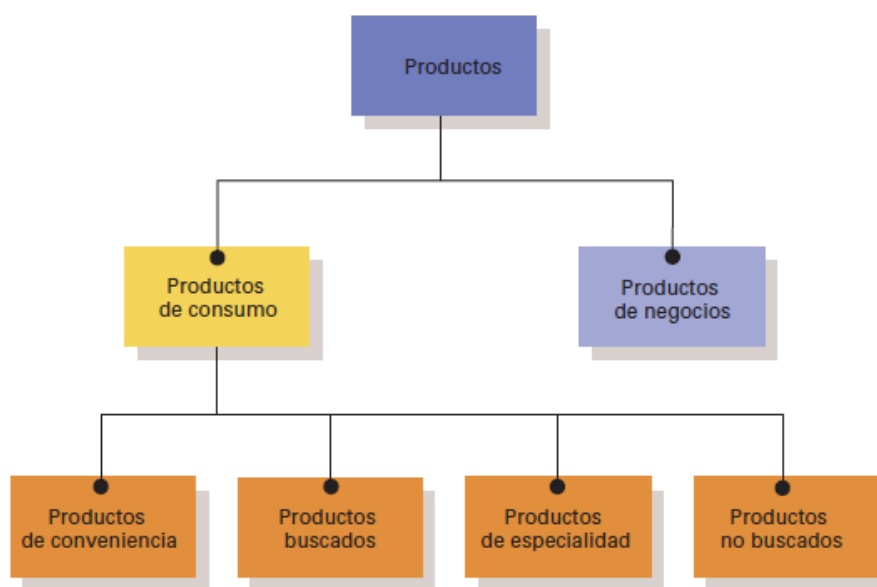 Productos
Productos
de consumo
Productos
de negocios
Productos
de conveniencia
Productos
buscados
Productos
de especialidad
Productos
no buscados